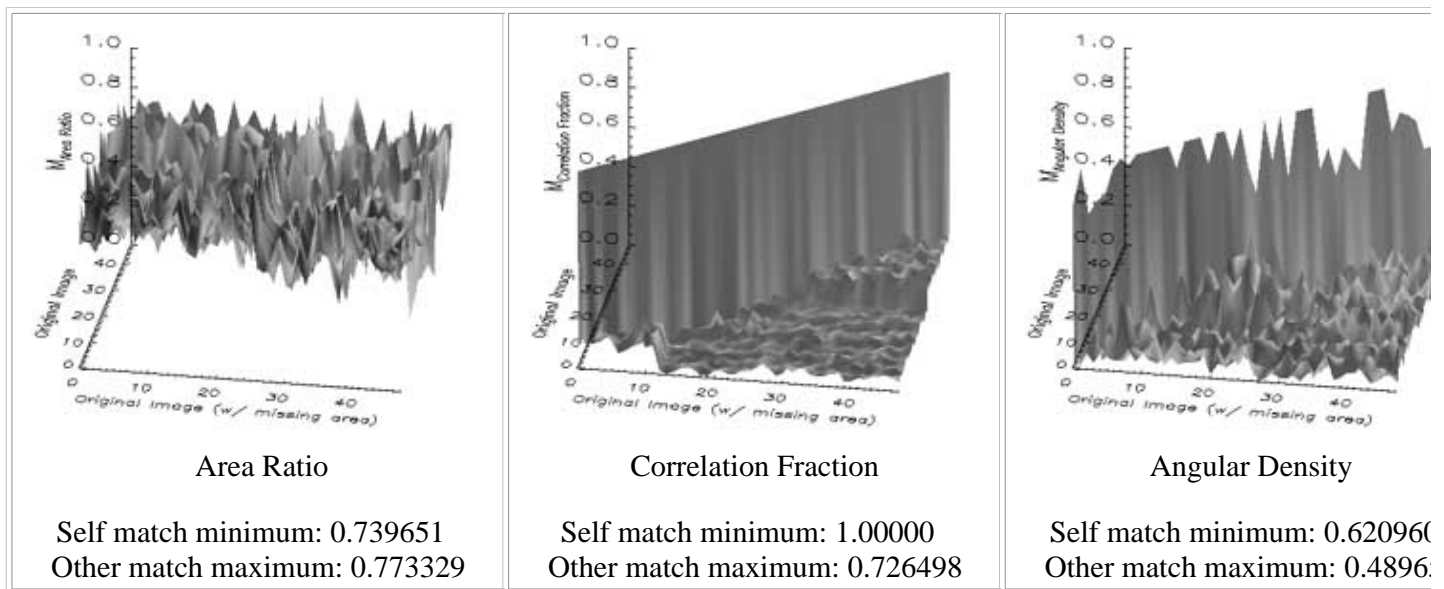 1.0
0.8
0.6
0.4
0.2
0.0
M Area Ratio
Original Image
40
30
20
10
0
0 10 20 30 40
Original Image (w/ missing area)
Area Ratio
Self match minimum: 0.739651
Other match maximum: 0.773329
1.0
0.8
0.6
0.4
0.2
0.0
M Correlation Fraction
Original Image
40
30
20
10
0
0 10 20 30 40
Original Image (w/ missing area)
Correlation Fraction
Self match minimum: 1.00000
Other match maximum: 0.726498
1.0
0.8
0.6
0.4
0.2
0.0
M Angular Density
Original Image
40
30
20
10
0
0 10 20 30 40
Original Image (w/ missing area)
Angular Density
Self match minimum: 0.620960
Other match maximum: 0.4896